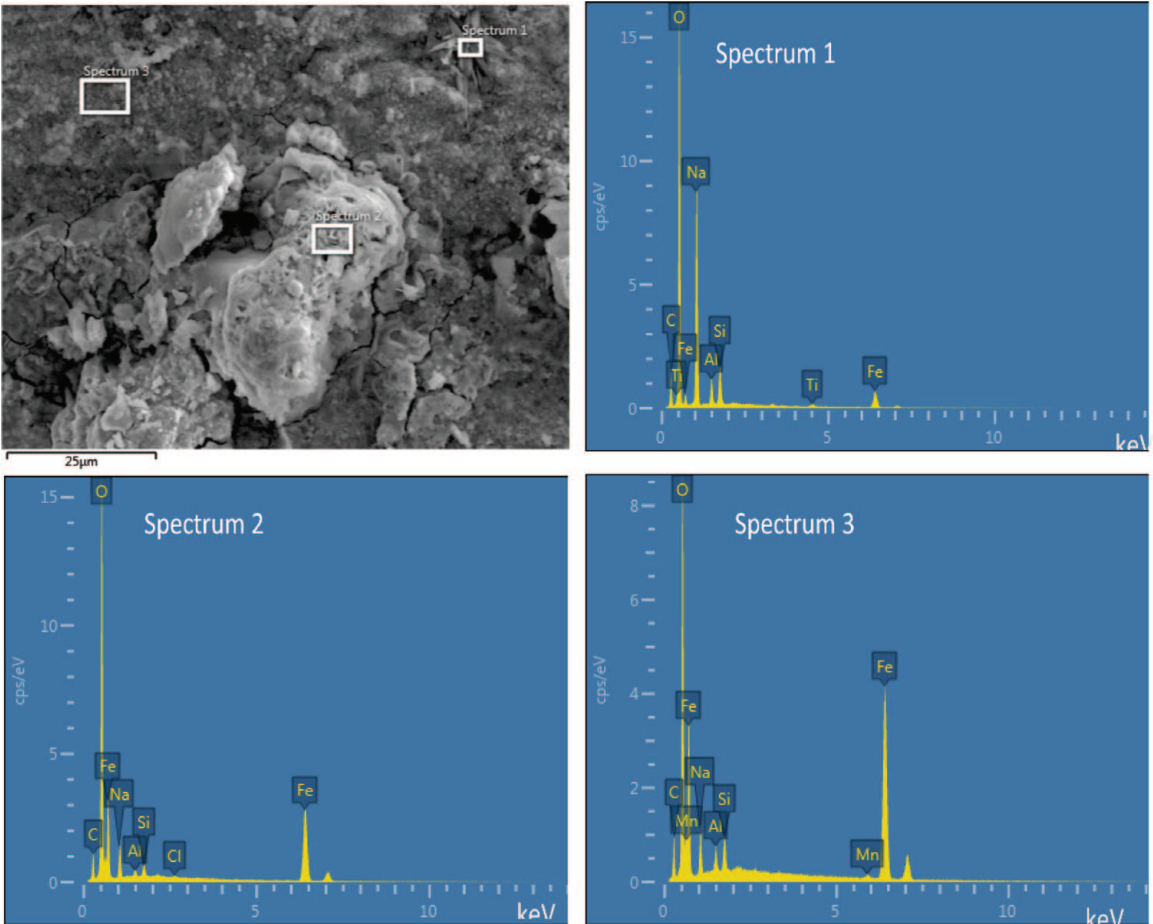 Spectrum 1
Spectrum 3
Spectrum 2
25μm
Spectrum 1
cps/eV
15
10
5
0
O
Na
C
Fe
Ti
Al
Si
Ti
Fe
0
5
10
keV
Spectrum 2
cps/eV
15
10
5
0
O
Fe
Na
C
Al
Si
Cl
Fe
0
5
10
keV
Spectrum 3
cps/eV
8
6
4
2
0
O
Fe
Fe
Na
C
Mn
Al
Si
Mn
0
5
10
keV